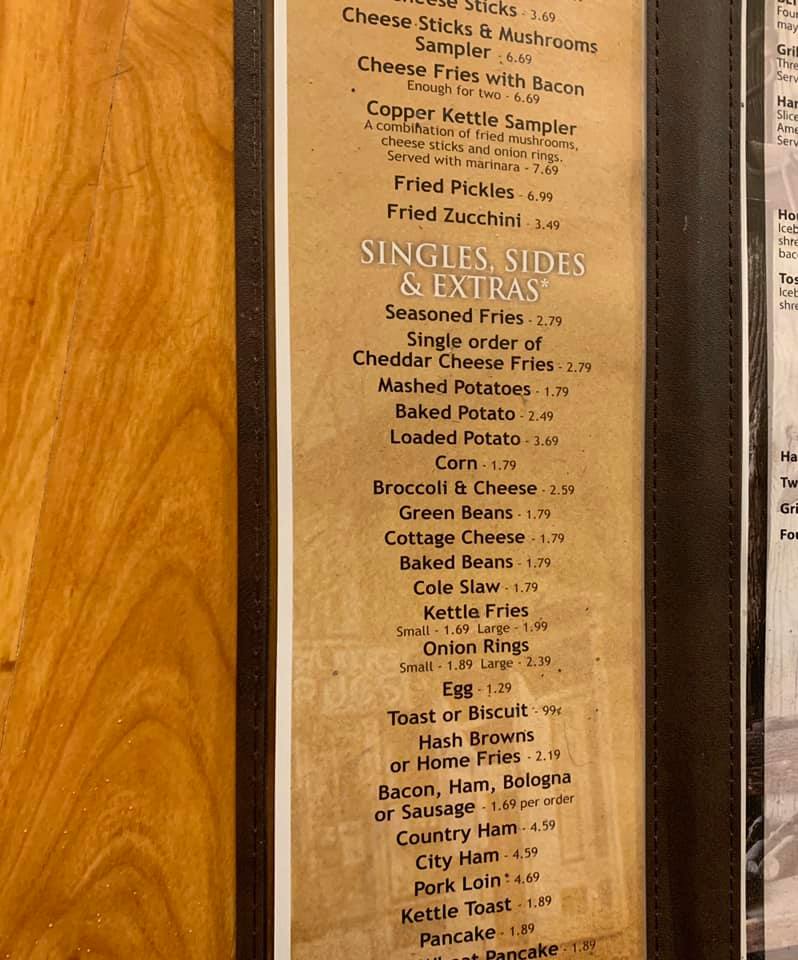 Cheese Sticks - 3.69
Cheese Sticks & Mushrooms
Sampler - 6.69
Cheese Fries with Bacon
Enough for two - 6.69
Copper Kettle Sampler
A combination of fried mushrooms,
cheese sticks and onion rings.
Served with marinara - 7.69
Fried Pickles - 6.99
Fried Zucchini - 3.49
SINGLES, SIDES
& EXTRAS*
Seasoned Fries - 2.79
Single order of
Cheddar Cheese Fries - 2.79
Mashed Potatoes - 1.79
Baked Potato - 2.49
Loaded Potato - 3.69
Corn - 1.79
Broccoli & Cheese - 2.59
Green Beans - 1.79
Cottage Cheese - 1.79
Baked Beans - 1.79
Cole Slaw - 1.79
Kettle Fries
Small - 1.69 Large - 1.99
Onion Rings
Small - 1.89 Large - 2.39
Egg - 1.29
Toast or Biscuit - 99¢
Hash Browns
or Home Fries - 2.19
Bacon, Ham, Bologna
or Sausage - 1.69 per order
Country Ham - 4.59
City Ham - 4.59
Pork Loin - 4.69
Kettle Toast - 1.89
Pancake - 1.89
Wheat Pancake - 1.89